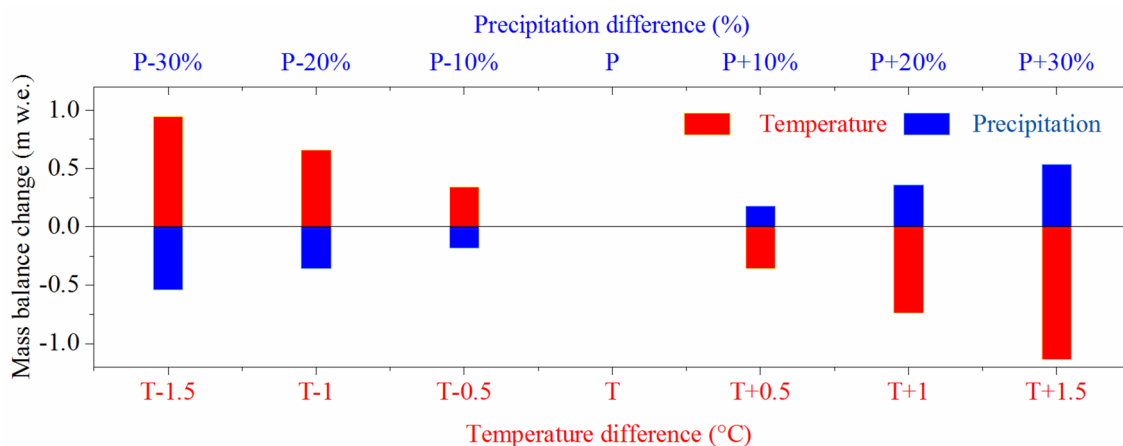 Precipitation difference (%)
P-30% P-20% P-10% P P+10% P+20% P+30%
Mass balance change (m w.e.)
1.0
0.5
0.0
-0.5
-1.0
Temperature Precipitation
T-1.5 T-1 T-0.5 T T+0.5 T+1 T+1.5
Temperature difference (°C)